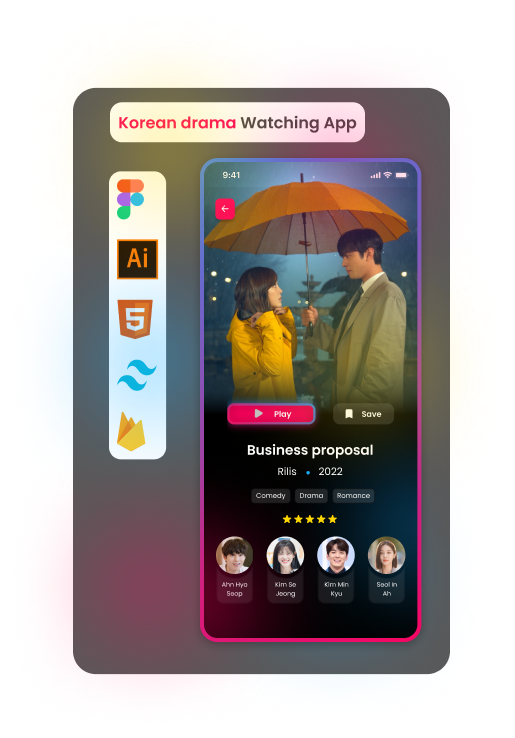 Korean drama Watching App
9:41
Ai
5
Play
Save
Business proposal
Rilis • 2022
Comedy Drama Romance
Ahn Hyo
Seop
Kim Se
Jeong
Kim Min
Kyu
Seol In
Ah